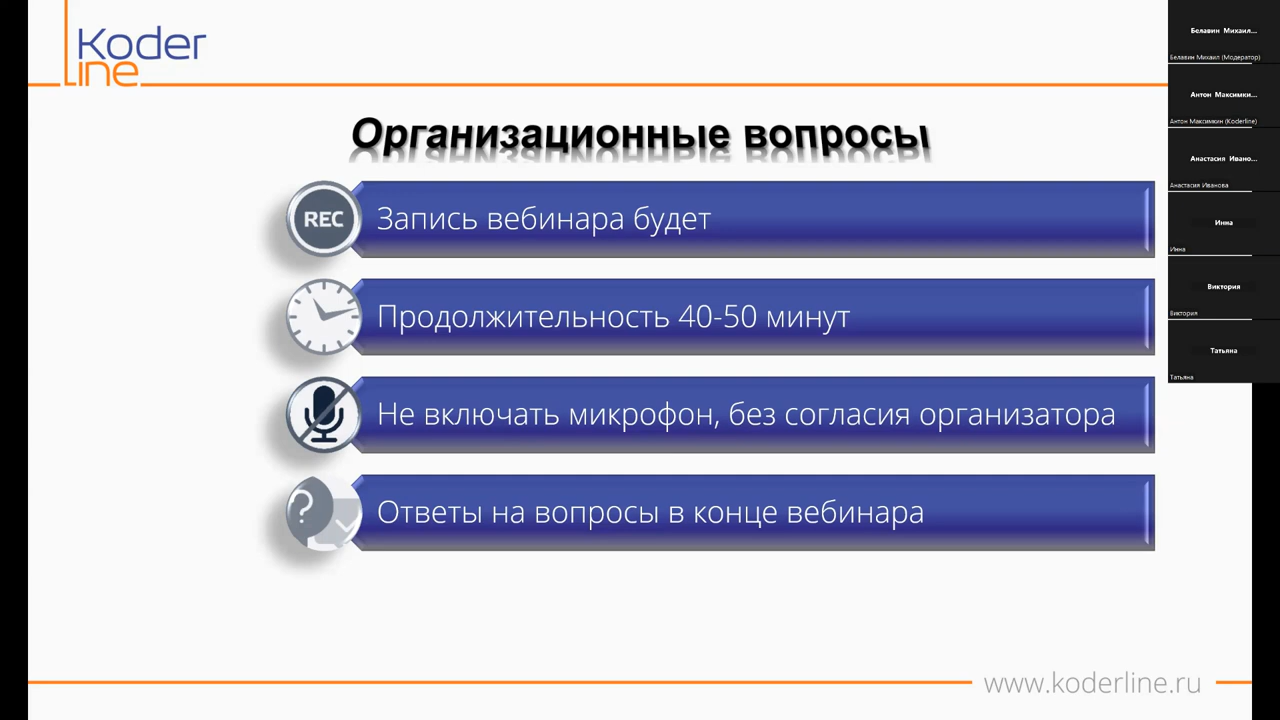 Koder
line
Организационные вопросы
REC
Запись вебинара будет
Продолжительность 40-50 минут
Не включать микрофон, без согласия организатора
?
Ответы на вопросы в конце вебинара
www.koderline.ru
Белавин Михаил...
Белавин Михаил (Модератор)
Антон Максимки...
Антон Максимкин (Koderline)
Анастасия Ивано...
Анастасия Иванова
Инна
Инна
Виктория
Виктория
Татьяна
Татьяна